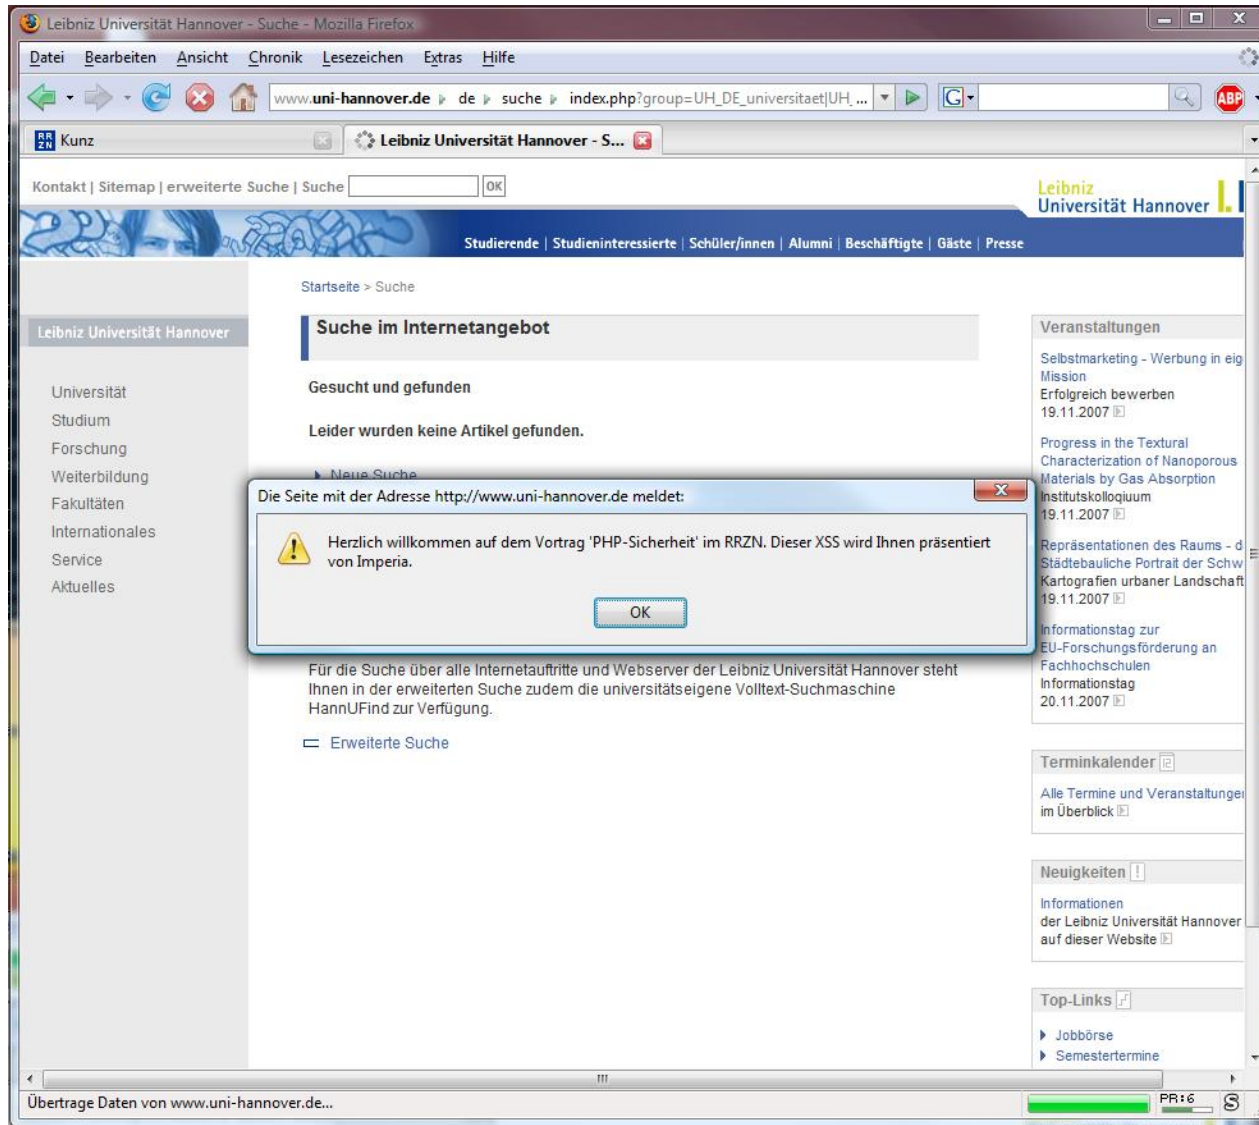 Leibniz Universität Hannover - Suche - Mozilla Firefox
Datei Bearbeiten Ansicht Chronik Lesezeichen Extras Hilfe
www.uni-hannover.de de suche index.php?group=UH_DE_universitaet|UH_ ... G ABP
RRZN Kunz
Leibniz Universität Hannover - S...
Kontakt | Sitemap | erweiterte Suche | Suche OK
Leibniz
Universität Hannover
Studierende | Studieninteressierte | Schüler/innen | Alumni | Beschäftigte | Gäste | Presse
Startseite > Suche
Leibniz Universität Hannover
Universität
Studium
Forschung
Weiterbildung
Fakultäten
Internationales
Service
Aktuelles
Suche im Internetangebot
Gesucht und gefunden
Leider wurden keine Artikel gefunden.
Neue Suche
Die Seite mit der Adresse http://www.uni-hannover.de meldet:
Herzlich willkommen auf dem Vortrag 'PHP-Sicherheit' im RRZN. Dieser XSS wird Ihnen präsentiert
von Imperia.
OK
Für die Suche über alle Internetauftritte und Webserver der Leibniz Universität Hannover steht
Ihnen in der erweiterten Suche zudem die universitätseigene Volltext-Suchmaschine
HannUFind zur Verfügung.
Erweiterte Suche
Veranstaltungen
Selbstmarketing - Werbung in eig
Mission
Erfolgreich bewerben
19.11.2007
Progress in the Textural
Characterization of Nanoporous
Materials by Gas Absorption
Institutskolloqiuum
19.11.2007
Repräsentationen des Raums - d
Städtebauliche Portrait der Schw
Kartografien urbaner Landschaft
19.11.2007
Informationstag zur
EU-Forschungsförderung an
Fachhochschulen
Informationstag
20.11.2007
Terminkalender
Alle Termine und Veranstaltunge
im Überblick
Neuigkeiten
Informationen
der Leibniz Universität Hannover
auf dieser Website
Top-Links
Jobbörse
Semestertermine
Übertrage Daten von www.uni-hannover.de...
PR:6 S